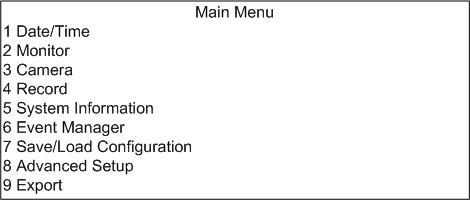 Main Menu
1 Date/Time
2 Monitor
3 Camera
4 Record
5 System Information
6 Event Manager
7 Save/Load Configuration
8 Advanced Setup
9 Export